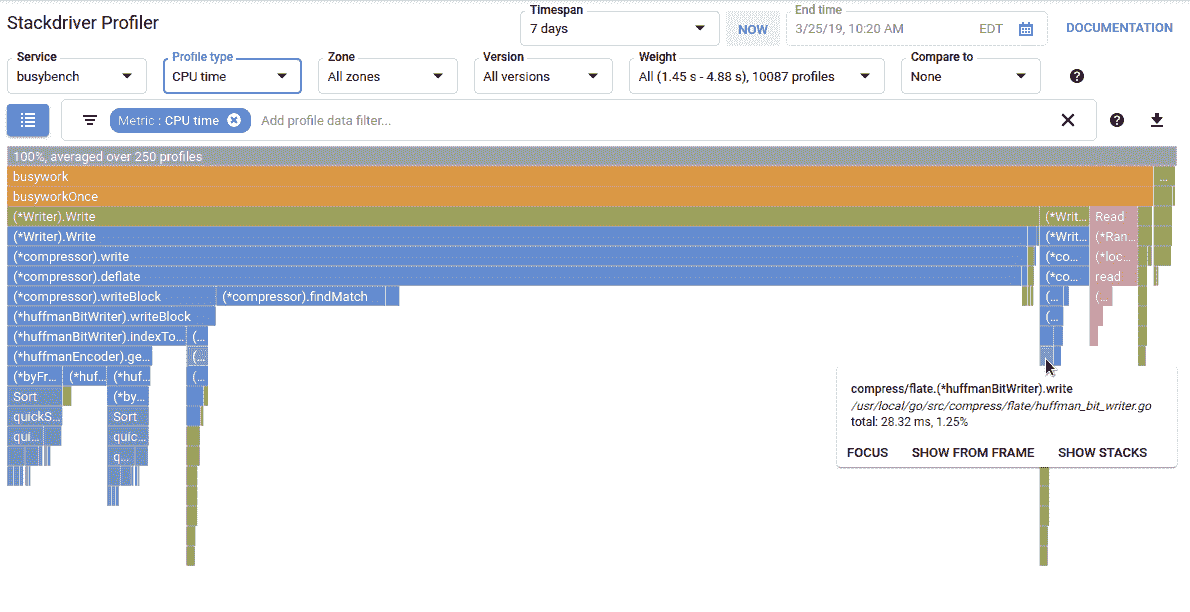 Stackdriver Profiler
Timespan
7 days
NOW
End time
3/25/19, 10:20 AM EDT
DOCUMENTATION
Service
busybench
Profile type
CPU time
Zone
All zones
Version
All versions
Weight
All (1.45 s - 4.88 s), 10087 profiles
Compare to
None
Metric : CPU time
Add profile data filter...
100%, averaged over 250 profiles
busywork ...
busyworkOnce
(*Writer).Write (*Writ... Read
(*Writer).Write (*Writ... (*Ran...
(*compressor).write (*co... (*loc...
(*compressor).deflate (*co... read
(*compressor).writeBlock (*compressor).findMatch (... (...
(*huffmanBitWriter).writeBlock (...
(*huffmanBitWriter).indexTo... (...
(*huffmanEncoder).ge... (...
(*byFr... (*huf... (*huf... (...
Sort (*by...
quickS... Sort
qui... quic...
q...
compress/flate.(*huffmanBitWriter).write
/usr/local/go/src/compress/flate/huffman_bit_writer.go
total: 28.32 ms, 1.25%
FOCUS SHOW FROM FRAME SHOW STACKS